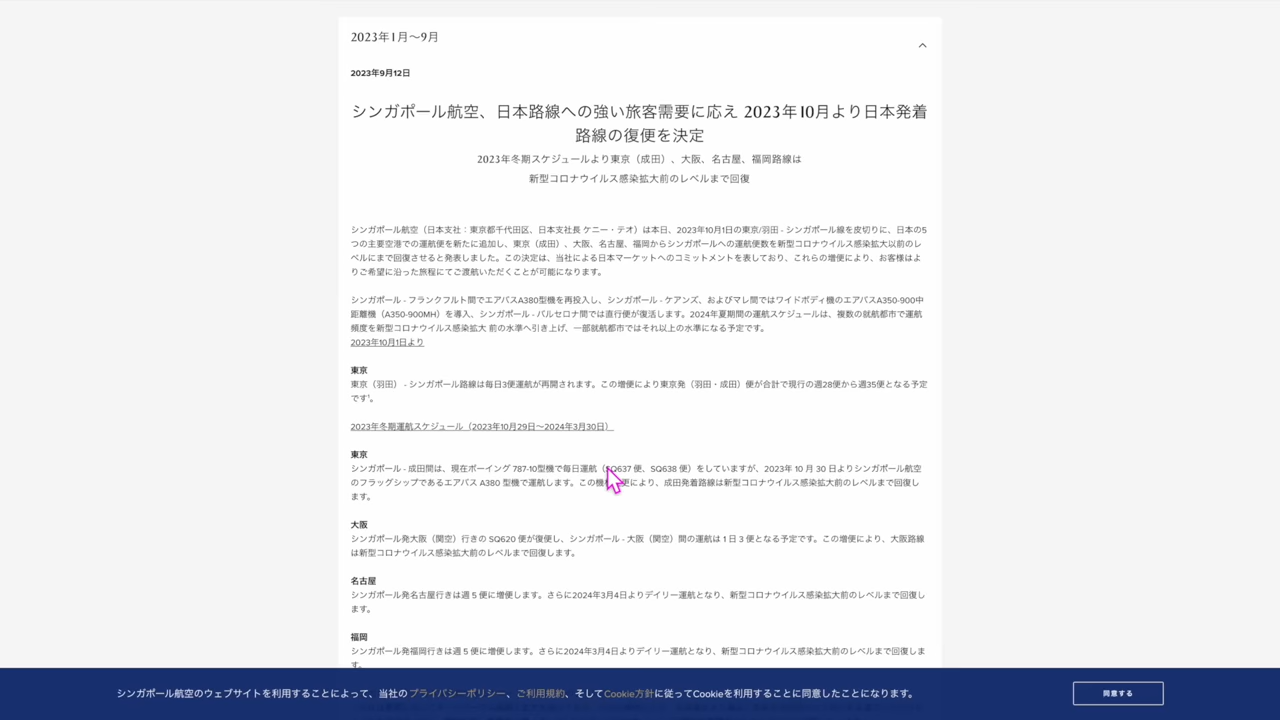 2023年1月〜9月
2023年9月12日
シンガポール航空、日本路線への強い旅客需要に応え 2023年10月より日本発着
路線の復便を決定
2023年冬期スケジュールより東京（成田）、大阪、名古屋、福岡路線は
新型コロナウイルス感染拡大前のレベルまで回復
シンガポール航空（日本支社：東京都千代田区、日本支社長 ケニー・テオ）は本日、2023年10月1日の東京/羽田 - シンガポール線を皮切りに、日本の5
つの主要空港での運航便を新たに追加し、東京（成田）、大阪、名古屋、福岡からシンガポールへの運航便数を新型コロナウイルス感染拡大以前のレ
ベルにまで回復させると発表しました。この決定は、当社による日本マーケットへのコミットメントを表しており、これらの増便により、お客様はよ
りご希望に沿った旅程にてご渡航いただくことが可能になります。
シンガポール - フランクフルト間でエアバスA380型機を再投入し、シンガポール - ケアンズ、およびマレ間ではワイドボディ機のエアバスA350-900中
距離機（A350-900MH）を導入、シンガポール - バルセロナ間では直行便が復活します。2024年夏期間の運航スケジュールは、複数の就航都市で運航
頻度を新型コロナウイルス感染拡大 前の水準へ引き上げ、一部就航都市ではそれ以上の水準になる予定です。
2023年10月1日より
東京
東京（羽田） - シンガポール路線は毎日3便運航が再開されます。この増便により東京発（羽田・成田）便が合計で現行の週28便から週35便となる予定
です¹。
2023年冬期運航スケジュール（2023年10月29日〜2024年3月30日）
東京
シンガポール - 成田間は、現在ボーイング 787-10型機で毎日運航（SQ637 便、SQ638 便）をしていますが、2023年 10 月 30 日よりシンガポール航空
のフラッグシップであるエアバス A380 型機で運航します。この機 更により、成田発着路線は新型コロナウイルス感染拡大前のレベルまで回復し
ます。
大阪
シンガポール発大阪（関空）行きの SQ620 便が復便し、シンガポール - 大阪（関空）間の運航は 1 日 3 便となる予定です。この増便により、大阪路線
は新型コロナウイルス感染拡大前のレベルまで回復します。
名古屋
シンガポール発名古屋行きは週 5 便に増便します。さらに2024年3月4日よりデイリー運航となり、新型コロナウイルス感染拡大前のレベルまで回復し
ます。
福岡
シンガポール発福岡行きは週 5 便に増便します。さらに2024年3月4日よりデイリー運航となり、新型コロナウイルス感染拡大前のレベルまで回復しま
す。
シンガポール航空のウェブサイトを利用することによって、当社のプライバシーポリシー、ご利用規約、そしてCookie方針に従ってCookieを利用することに同意したことになります。
同意する